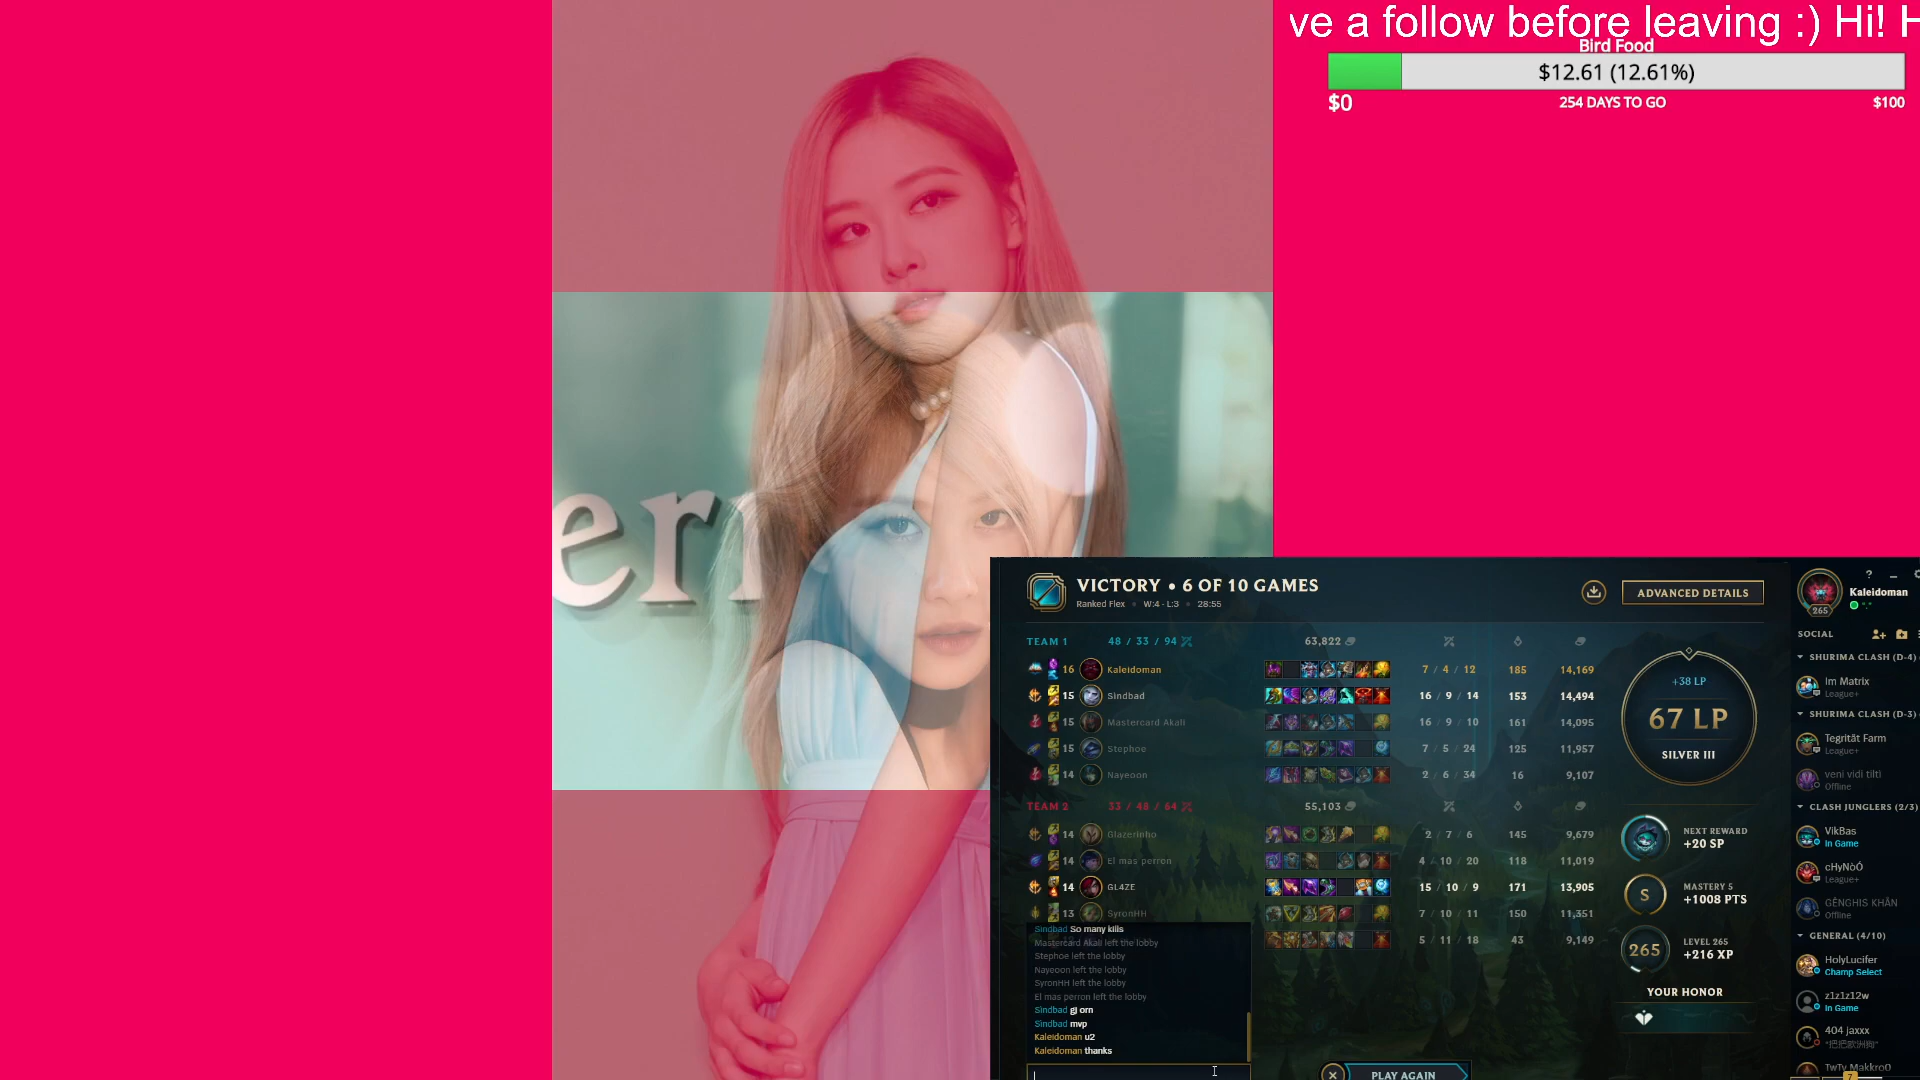 ve a follow before leaving :) Hi! H
Bird Food
$12.61 (12.61%)
$0
254 DAYS TO GO
$100
ern
VICTORY • 6 OF 10 GAMES
Ranked Flex • W:4 - L:3 • 28:55
ADVANCED DETAILS
TEAM 1 48 / 33 / 94 63,822
16 Kaleidoman 7 / 4 / 12 185 14,169
15 Sindbad 16 / 9 / 14 153 14,494
15 Mastercard Akali 16 / 9 / 10 161 14,095
15 Stephoe 7 / 5 / 24 125 11,957
14 Nayeoon 2 / 6 / 34 16 9,107
TEAM 2 33 / 48 / 64 55,103
14 Glazerinho 2 / 7 / 6 145 9,679
14 El mas perron 4 / 10 / 20 118 11,019
14 GL4ZE 15 / 10 / 9 171 13,905
13 SyronHH 7 / 10 / 11 150 11,351
5 / 11 / 18 43 9,149
Sindbad So many kills
Mastercard Akali left the lobby
Stephoe left the lobby
Nayeoon left the lobby
SyronHH left the lobby
El mas perron left the lobby
Sindbad gj orn
Sindbad mvp
Kaleidoman u2
Kaleidoman thanks
PLAY AGAIN
+38 LP
67 LP
SILVER III
NEXT REWARD
+20 SP
S
MASTERY 5
+1008 PTS
265
LEVEL 265
+216 XP
YOUR HONOR
?
Kaleidoman
265
SOCIAL
SHURIMA CLASH (D-4)
Im Matrix
League+
SHURIMA CLASH (D-3)
Tegrität Farm
League+
veni vidi tilti
Offline
CLASH JUNGLERS (2/3)
VikBas
In Game
cHyNòÓ
League+
GÊNGHIS KHÃN
Offline
GENERAL (4/10)
HolyLucifer
Champ Select
z1z1z12w
In Game
404 jaxxx
TwTv MakkroO
7